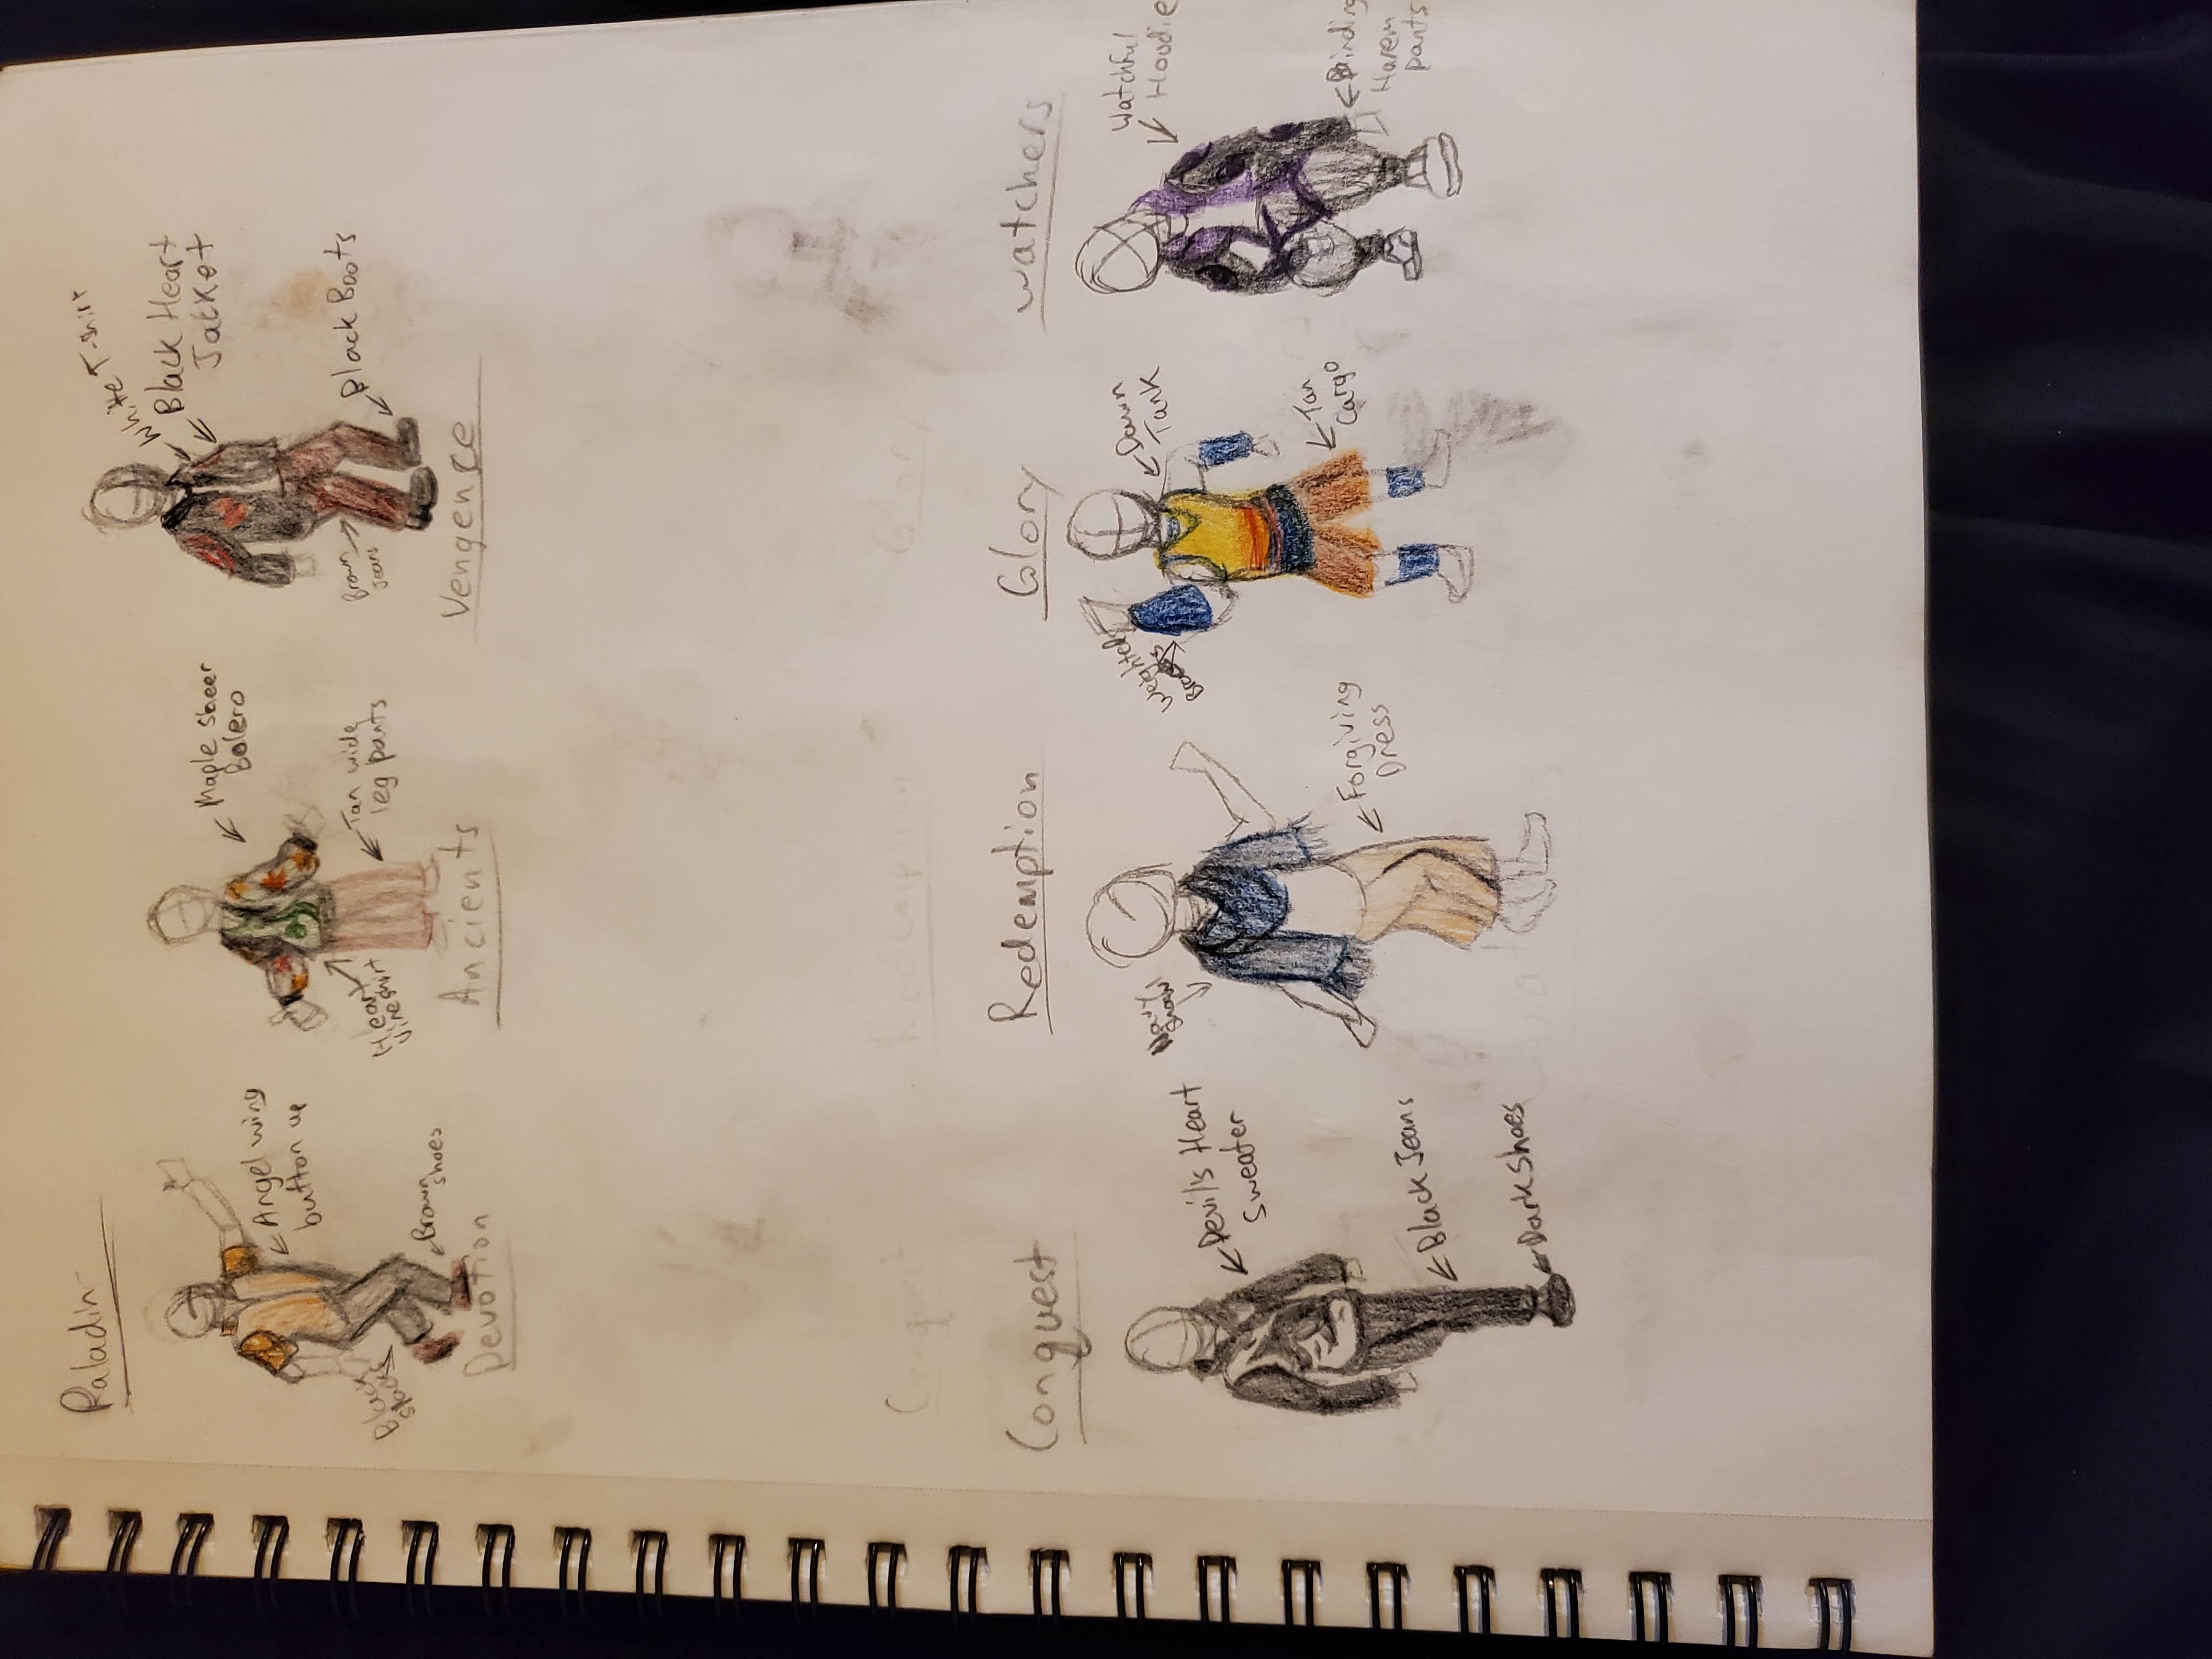 Paladin
Angel wing
button up
Black
slacks
Brown
shoes
Devotion
Maple sheer
Bolero
Heart
Vine shirt
Tan wide
leg pants
Ancients
White T-shirt
Black Heart
Jacket
Brown
Jeans
Black Boots
Vengence
Conquest
Redemption
Glory
Conquest
Redemption
Glory
Watchers
Devil's Heart
Sweater
Black Jeans
Dark Shoes
Navy
Shawl
Forgiving
Dress
Weighted
Dawn
Tank
Tan
Cargo
Watchful
Hoodie
Binding
Harem
pants